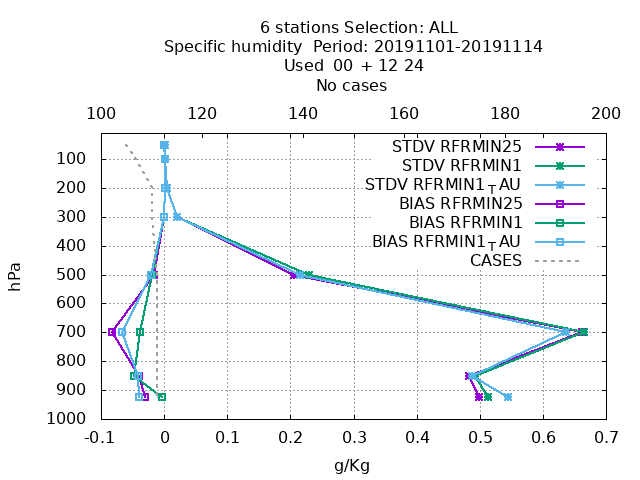 6 stations Selection: ALL
Specific humidity  Period: 20191101-20191114
Used  00 + 12 24
No cases
100 120 140 160 180 200
STDV RFRMIN25
STDV RFRMIN1
STDV RFRMIN1TAU
BIAS RFRMIN25
BIAS RFRMIN1
BIAS RFRMIN1TAU
CASES
100
200
300
400
500
600
700
800
900
1000
hPa
-0.1 0 0.1 0.2 0.3 0.4 0.5 0.6 0.7
g/Kg